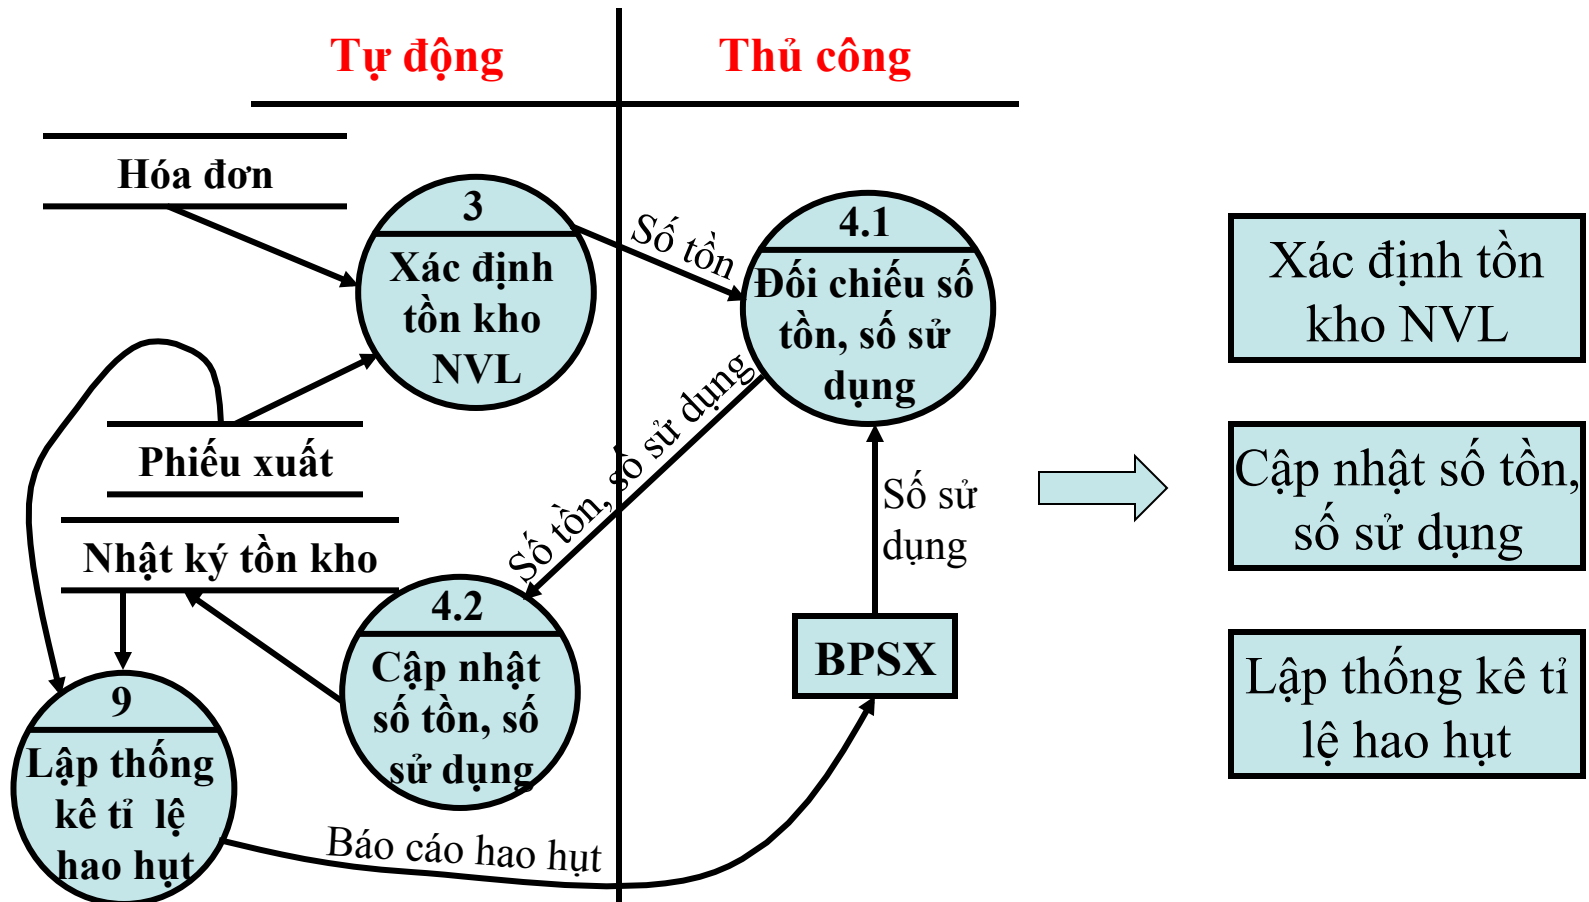 Tự động
Thủ công
Hóa đơn
3
Xác định
tồn kho
NVL
Số tồn
4.1
Đối chiếu số
tồn, số sử
dụng
Phiếu xuất
Số tồn, số sử dụng
Số sử
dụng
Nhật ký tồn kho
4.2
Cập nhật
số tồn, số
sử dụng
BPSX
9
Lập thống
kê tỉ lệ
hao hụt
Báo cáo hao hụt
Xác định tồn
kho NVL
Cập nhật số tồn,
số sử dụng
Lập thống kê tỉ
lệ hao hụt